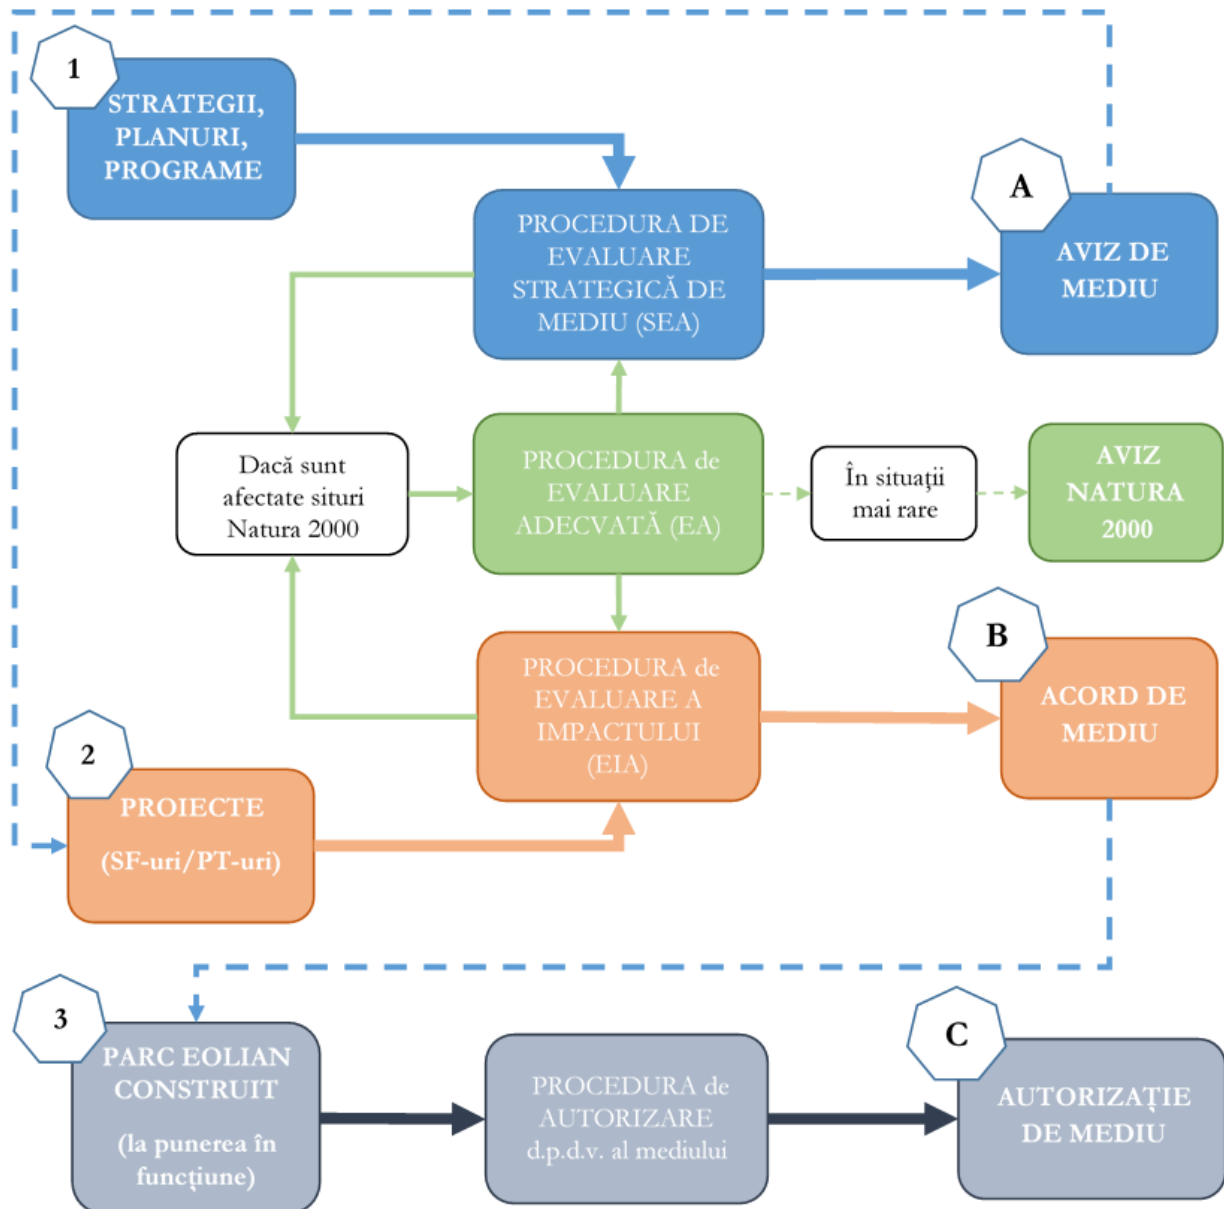 1
STRATEGII,
PLANURI,
PROGRAME
PROCEDURA DE
EVALUARE
STRATEGICĂ DE
MEDIU (SEA)
A
AVIZ DE
MEDIU
Dacă sunt
afectate situri
Natura 2000
PROCEDURA de
EVALUARE
ADECVATĂ (EA)
În situații
mai rare
AVIZ
NATURA
2000
2
PROIECTE
(SF-uri/PT-uri)
PROCEDURA de
EVALUARE A
IMPACTULUI
(EIA)
B
ACORD DE
MEDIU
3
PARC EOLIAN
CONSTRUIT
(la punerea în
funcțiune)
PROCEDURA de
AUTORIZARE
d.p.d.v. al mediului
C
AUTORIZAȚIE
DE MEDIU